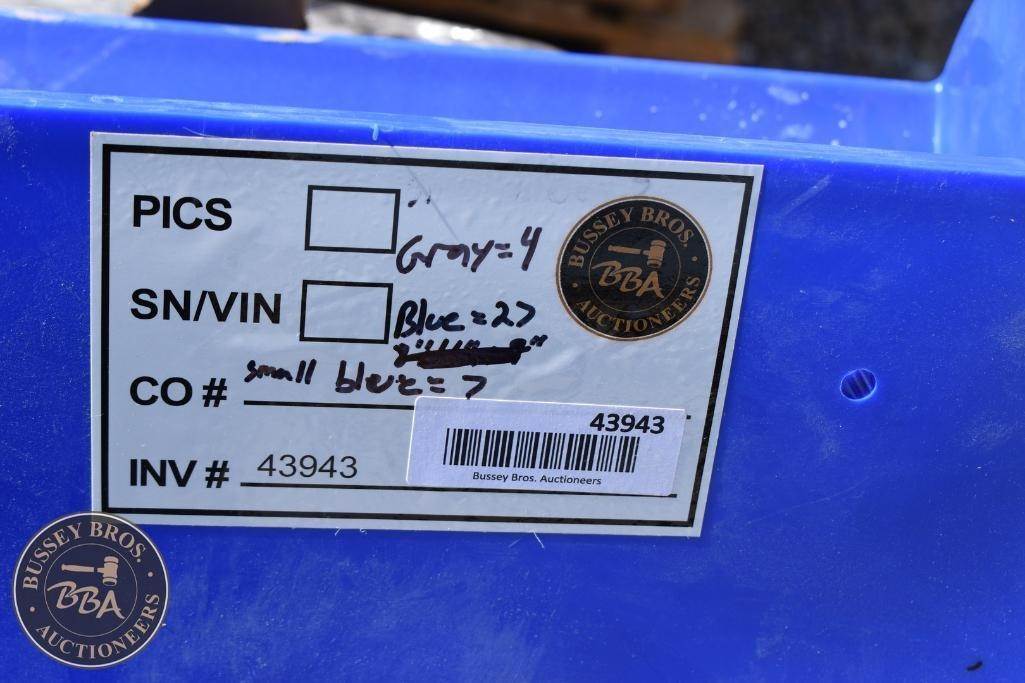 PICS
Gray=4
SN/VIN
Blue=27
CO #
small blue=7
43943
Bussey Bros. Auctioneers
INV # 43943
BUSSEY BROS.
BBA
AUCTIONEERS
BUSSEY BROS.
BBA
AUCTIONEERS